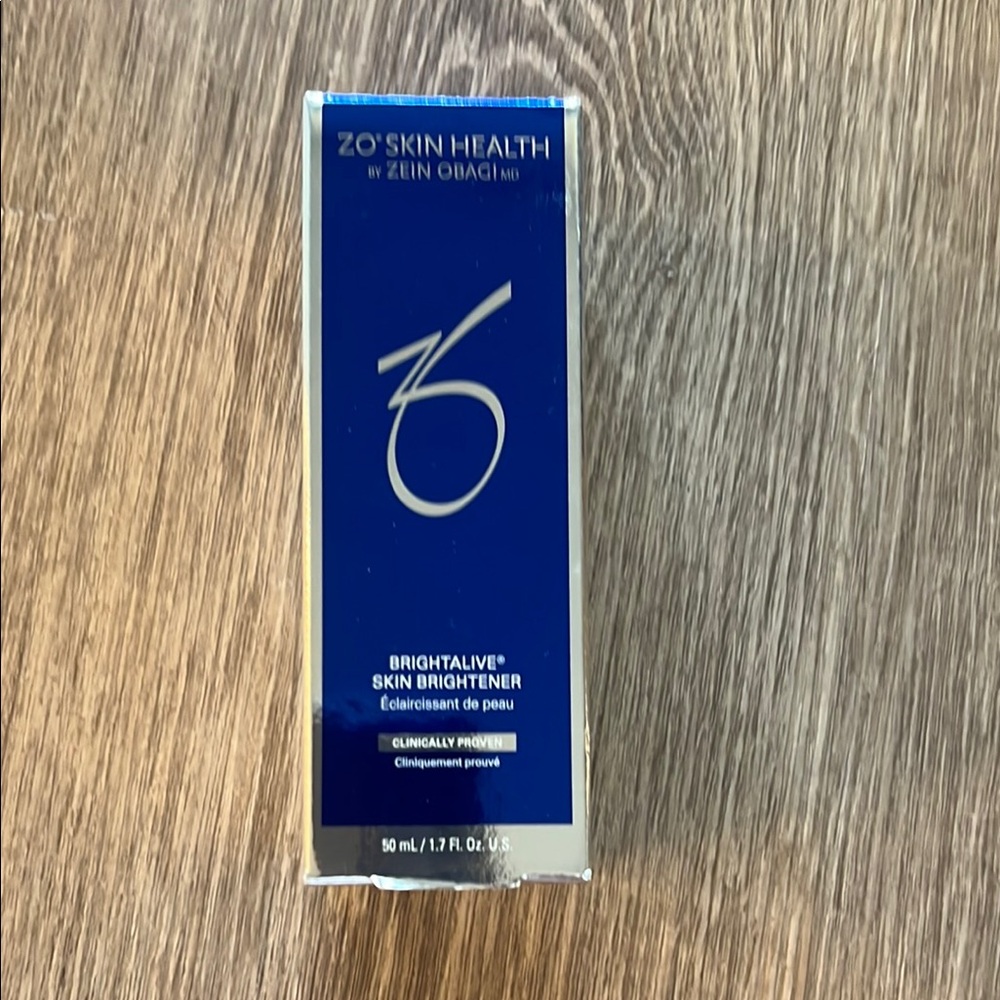 ZO® SKIN HEALTH
BY ZEIN OBAGI MD
BRIGHTALIVE®
SKIN BRIGHTENER
Éclaircissant de peau
CLINICALLY PROVEN
Cliniquement prouvé
50 mL / 1.7 Fl. Oz. U.S.